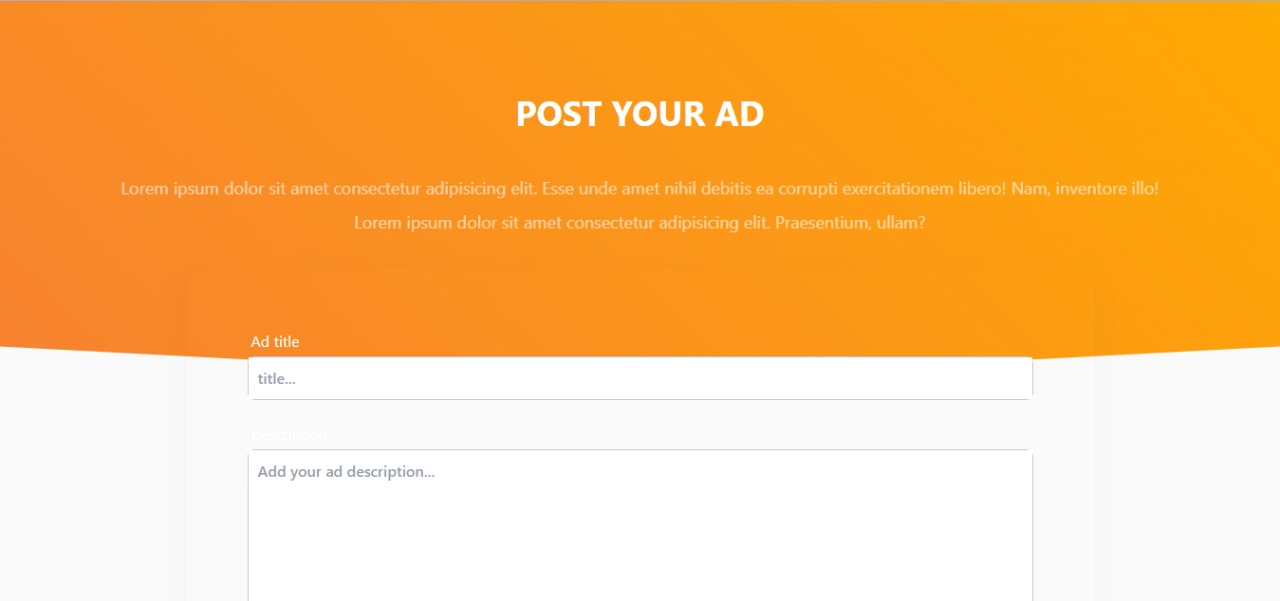 POST YOUR AD
Lorem ipsum dolor sit amet consectetur adipisicing elit. Esse unde amet nihil debitis ea corrupti exercitationem libero! Nam, inventore illo!
Lorem ipsum dolor sit amet consectetur adipisicing elit. Praesentium, ullam?
Ad title
title...
Description
Add your ad description...